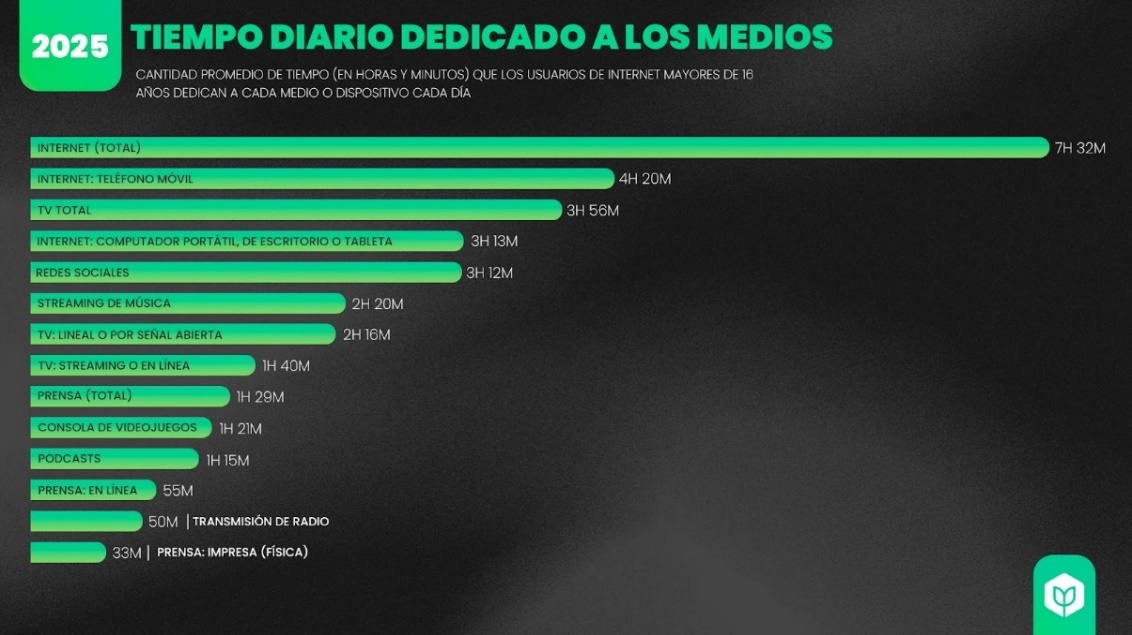 2025
TIEMPO DIARIO DEDICADO A LOS MEDIOS
CANTIDAD PROMEDIO DE TIEMPO (EN HORAS Y MINUTOS) QUE LOS USUARIOS DE INTERNET MAYORES DE 16
AÑOS DEDICAN A CADA MEDIO O DISPOSITIVO CADA DÍA
INTERNET (TOTAL) 7H 32M
INTERNET: TELÉFONO MÓVIL 4H 20M
TV TOTAL 3H 56M
INTERNET: COMPUTADOR PORTÁTIL, DE ESCRITORIO O TABLETA 3H 13M
REDES SOCIALES 3H 12M
STREAMING DE MÚSICA 2H 20M
TV: LINEAL O POR SEÑAL ABIERTA 2H 16M
TV: STREAMING O EN LÍNEA 1H 40M
PRENSA (TOTAL) 1H 29M
CONSOLA DE VIDEOJUEGOS 1H 21M
PODCASTS 1H 15M
PRENSA: EN LÍNEA 55M
50M | TRANSMISIÓN DE RADIO
33M | PRENSA: IMPRESA (FÍSICA)